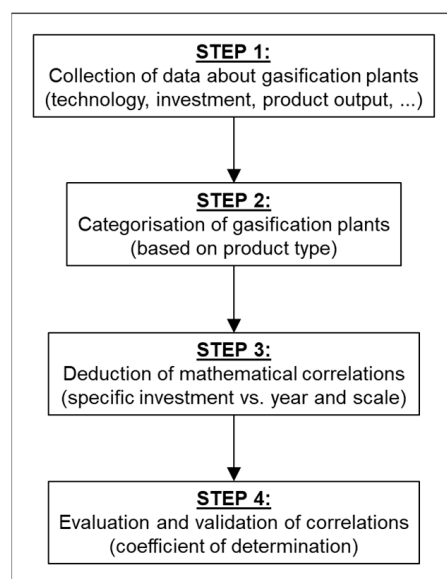 STEP 1:
Collection of data about gasification plants
(technology, investment, product output, ...)
STEP 2:
Categorisation of gasification plants
(based on product type)
STEP 3:
Deduction of mathematical correlations
(specific investment vs. year and scale)
STEP 4:
Evaluation and validation of correlations
(coefficient of determination)